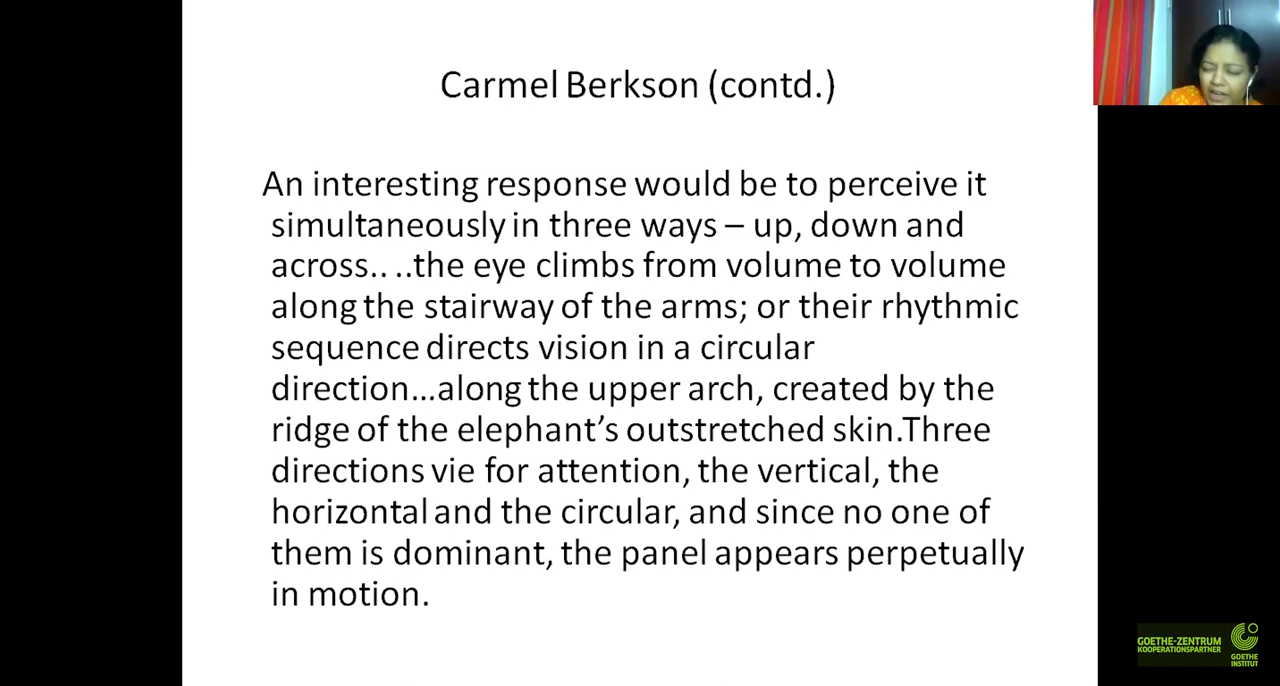 Carmel Berkson (contd.)
An interesting response would be to perceive it
simultaneously in three ways – up, down and
across.. ..the eye climbs from volume to volume
along the stairway of the arms; or their rhythmic
sequence directs vision in a circular
direction...along the upper arch, created by the
ridge of the elephant’s outstretched skin.Three
directions vie for attention, the vertical, the
horizontal and the circular, and since no one of
them is dominant, the panel appears perpetually
in motion.
GOETHE-ZENTRUM
KOOPERATIONSPARTNER
GOETHE
INSTITUT